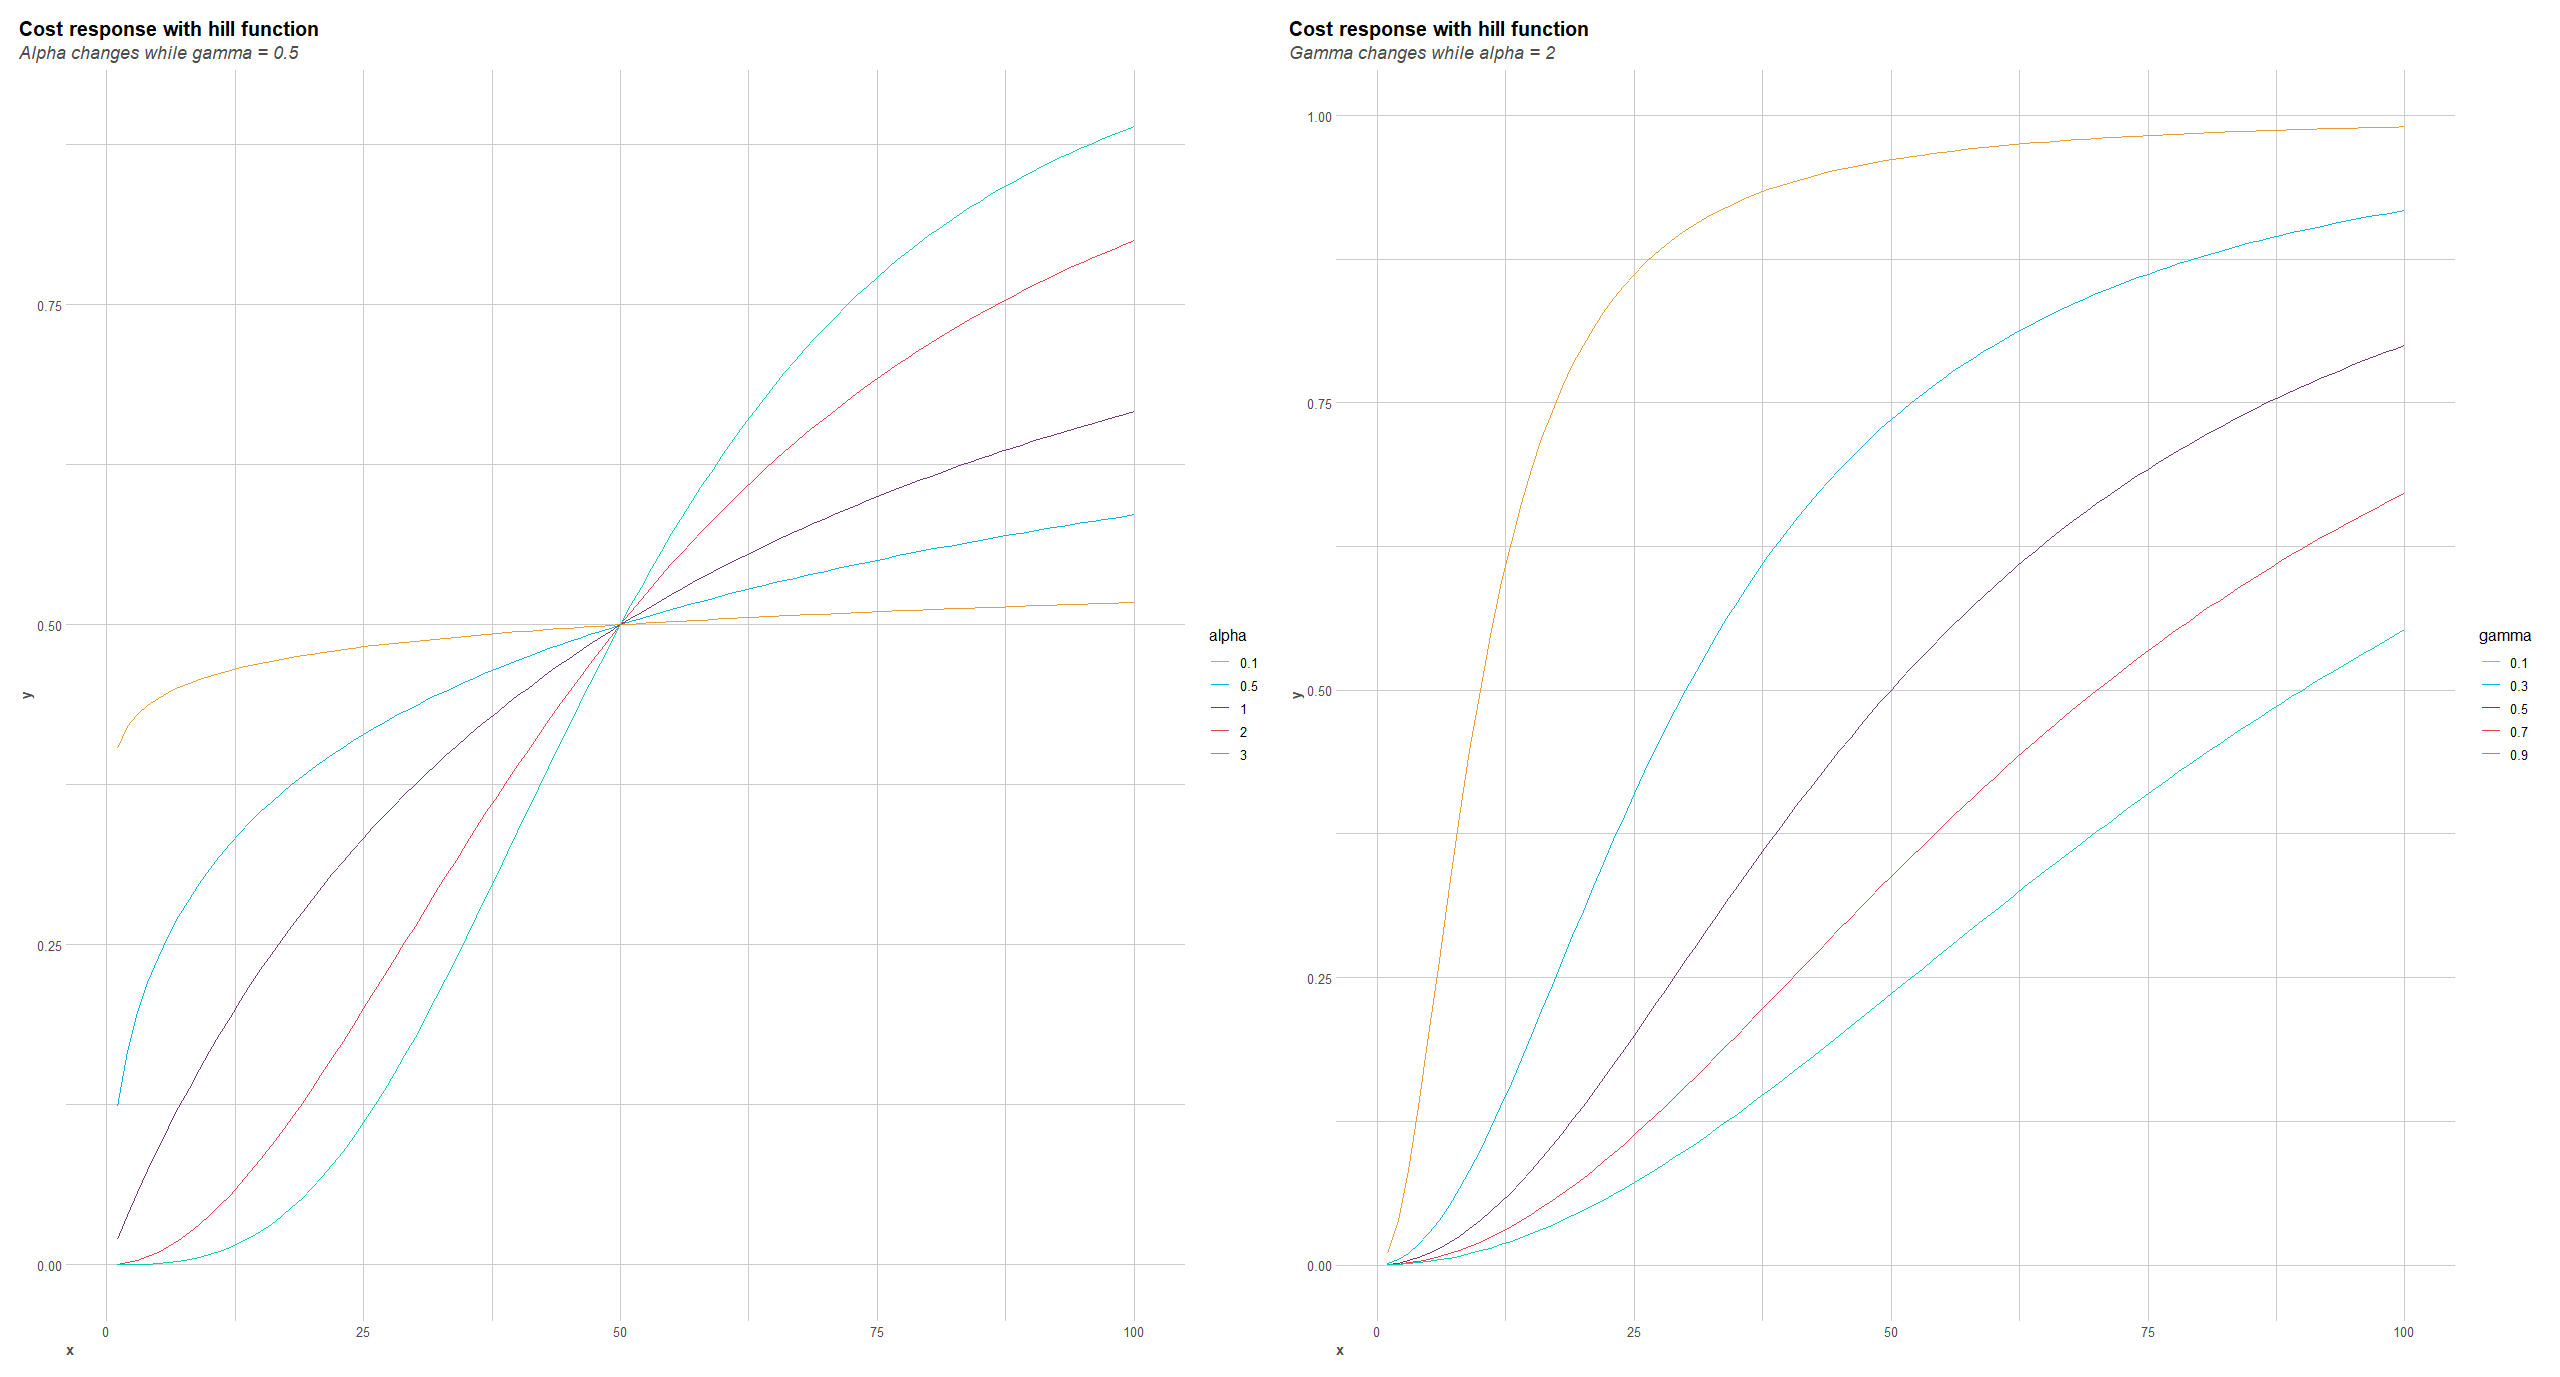 Cost response with hill function
Alpha changes while gamma = 0.5
0.75
0.50
0.25
0.00
y
0 25 50 75 100
x
alpha
0.1
0.5
1
2
3
Cost response with hill function
Gamma changes while alpha = 2
1.00
0.75
0.50
0.25
0.00
y
0 25 50 75 100
x
gamma
0.1
0.3
0.5
0.7
0.9